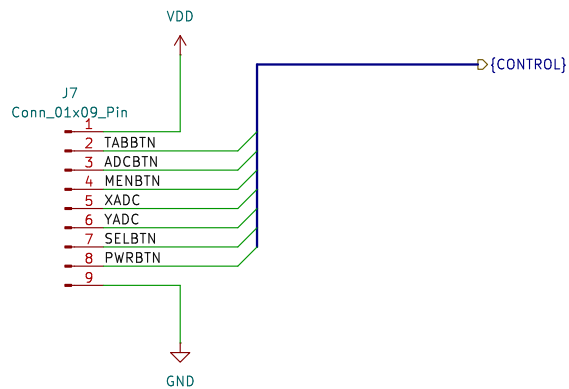 VDD
{CONTROL}
J7
Conn_01x09_Pin
1
2 TABBTN
3 ADCBTN
4 MENBTN
5 XADC
6 YADC
7 SELBTN
8 PWRBTN
9
GND